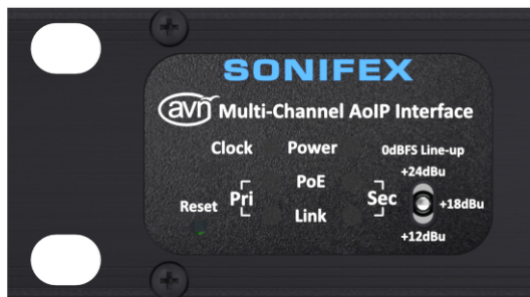 SONIFEX
avn Multi-Channel AoIP Interface
Clock Power 0dBFS Line-up
+24dBu
PoE
Pri Sec
+18dBu
Reset
Link
+12dBu